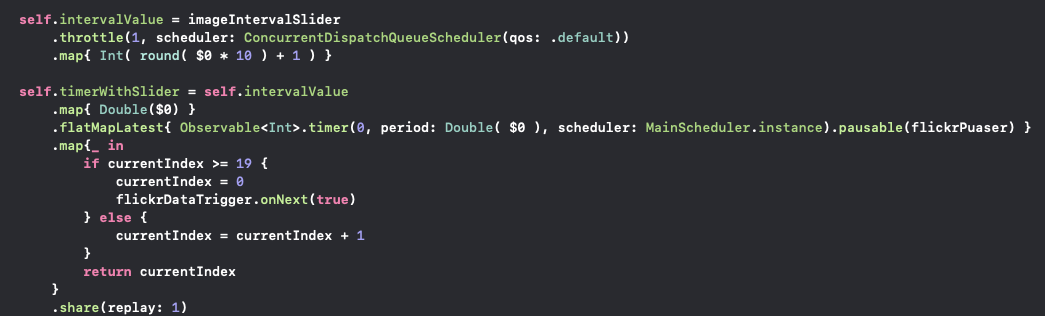 self.intervalValue = imageIntervalSlider
.throttle(1, scheduler: ConcurrentDispatchQueueScheduler(qos: .default))
.map{ Int( round( $0 * 10 ) + 1 ) }
self.timerWithSlider = self.intervalValue
.map{ Double($0) }
.flatMapLatest{ Observable<Int>.timer(0, period: Double( $0 ), scheduler: MainScheduler.instance).pausable(flickrPuaser) }
.map{_ in
if currentIndex >= 19 {
currentIndex = 0
flickrDataTrigger.onNext(true)
} else {
currentIndex = currentIndex + 1
}
return currentIndex
}
.share(replay: 1)